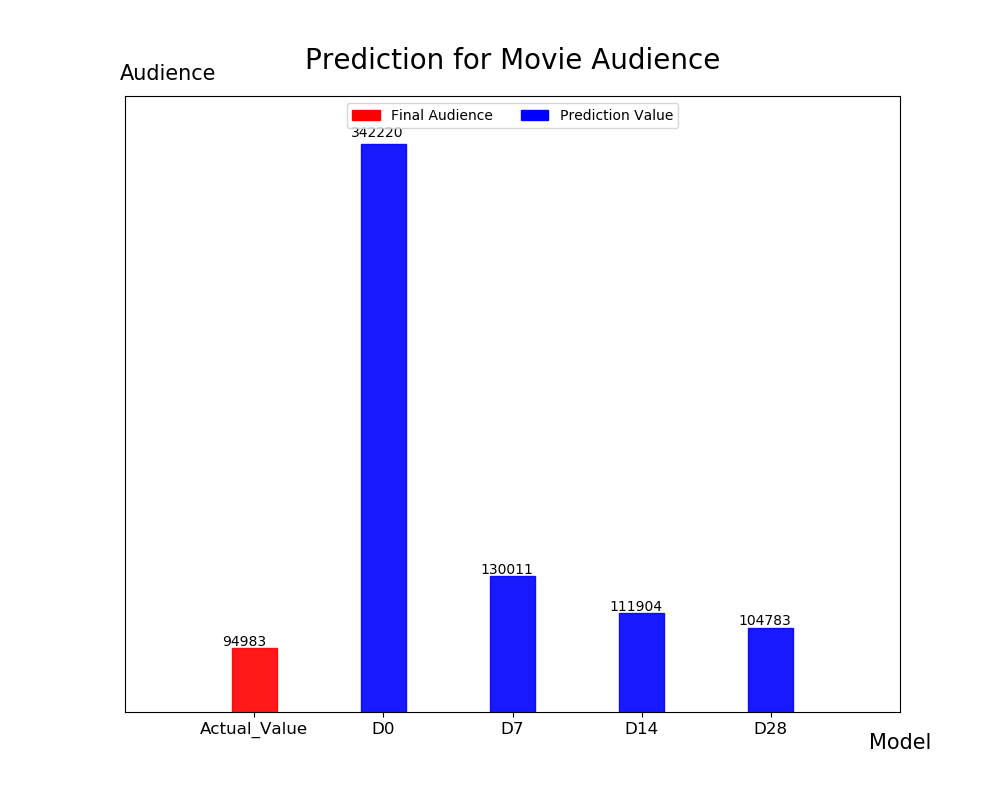 Prediction for Movie Audience
Audience
Final Audience Prediction Value
342220
130011
111904
104783
94983
Actual_Value D0 D7 D14 D28
Model